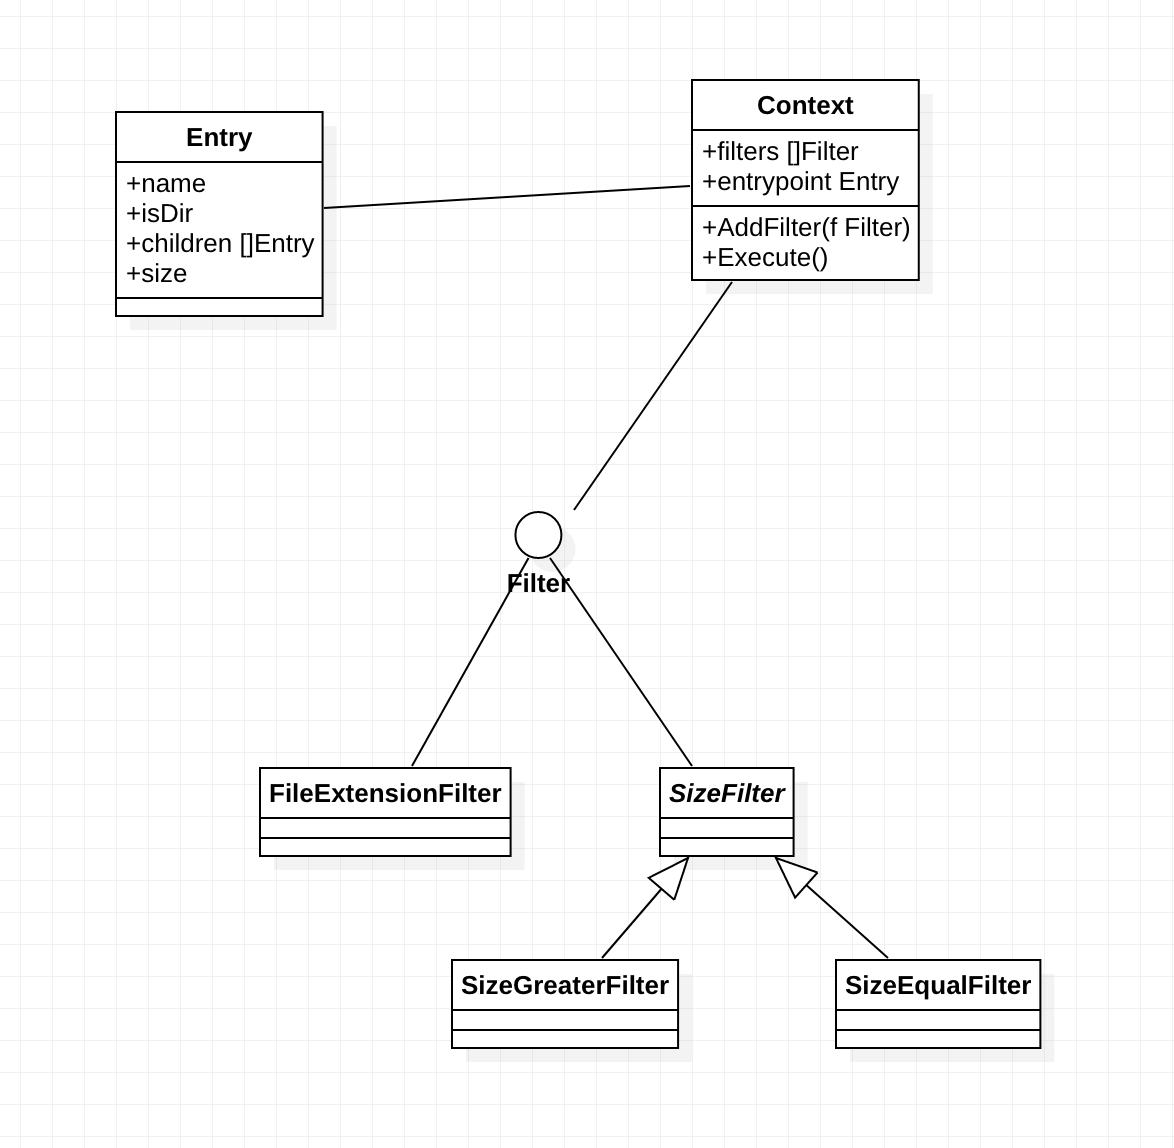 Entry
+name
+isDir
+children []Entry
+size
Context
+filters []Filter
+entrypoint Entry
+AddFilter(f Filter)
+Execute()
Filter
FileExtensionFilter
SizeFilter
SizeGreaterFilter
SizeEqualFilter